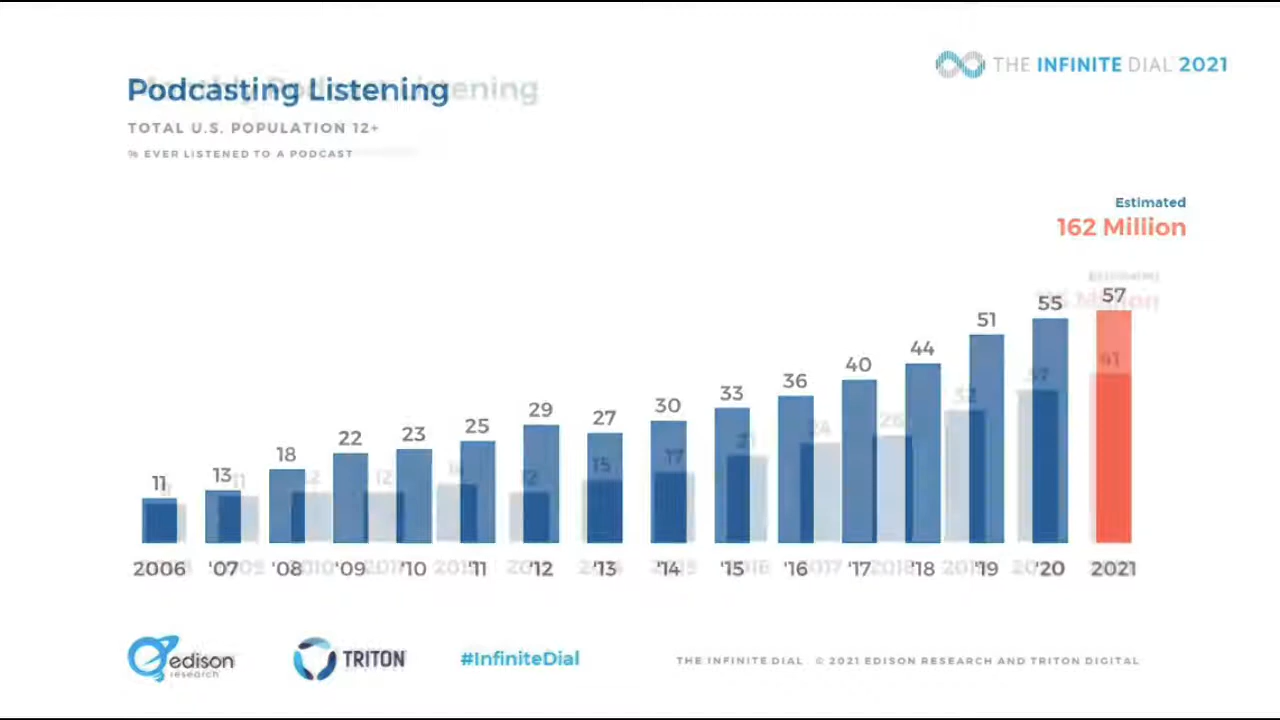 THE INFINITE DIAL 2021
Podcasting Listening
TOTAL U.S. POPULATION 12+
% EVER LISTENED TO A PODCAST
Estimated
162 Million
11 13 18 22 23 25 29 27 30 33 36 40 44 51 55 57
2006 '07 '08 '09 '10 '11 '12 '13 '14 '15 '16 '17 '18 '19 '20 2021
edison
research
TRITON
#InfiniteDial
THE INFINITE DIAL © 2021 EDISON RESEARCH AND TRITON DIGITAL